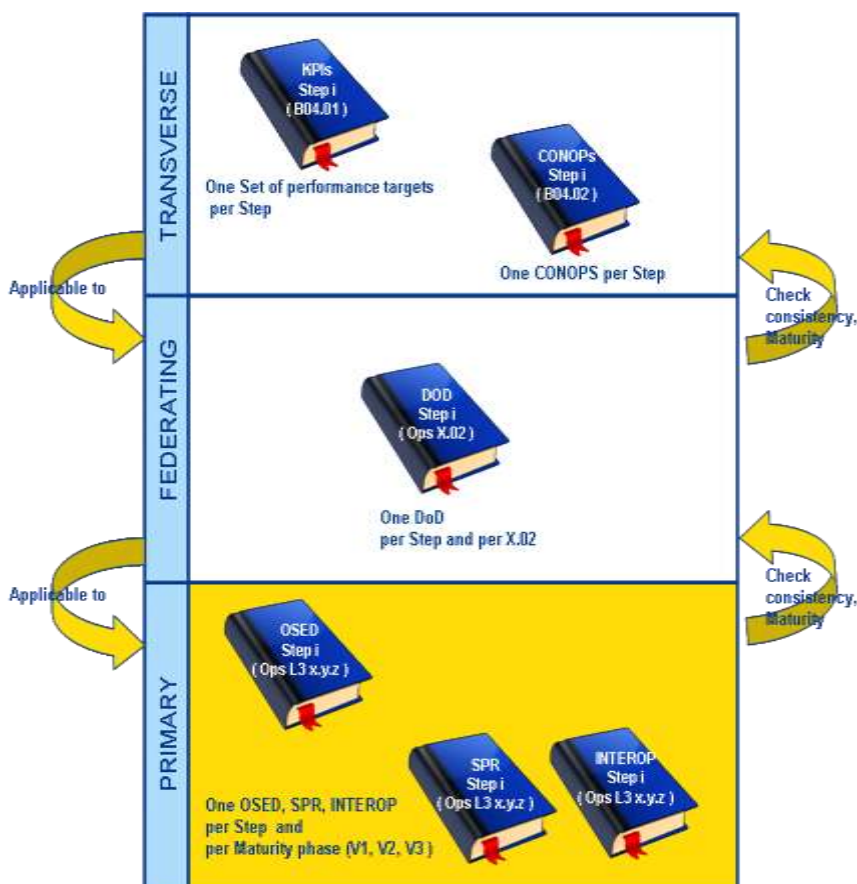 TRANSVERSE
KPIs
Step i
( B04.01 )
One Set of performance targets
per Step
CONOPs
Step i
( B04.02 )
One CONOPS per Step
Applicable to
Check
consistency,
Maturity
FEDERATING
DOD
Step i
( Ops X.02 )
One DoD
per Step and per X.02
Applicable to
Check
consistency,
Maturity
PRIMARY
OSED
Step i
( Ops L3 x.y.z )
SPR
Step i
( Ops L3 x.y.z )
INTEROP
Step i
( Ops L3 x.y.z )
One OSED, SPR, INTEROP
per Step and
per Maturity phase (V1, V2, V3 )